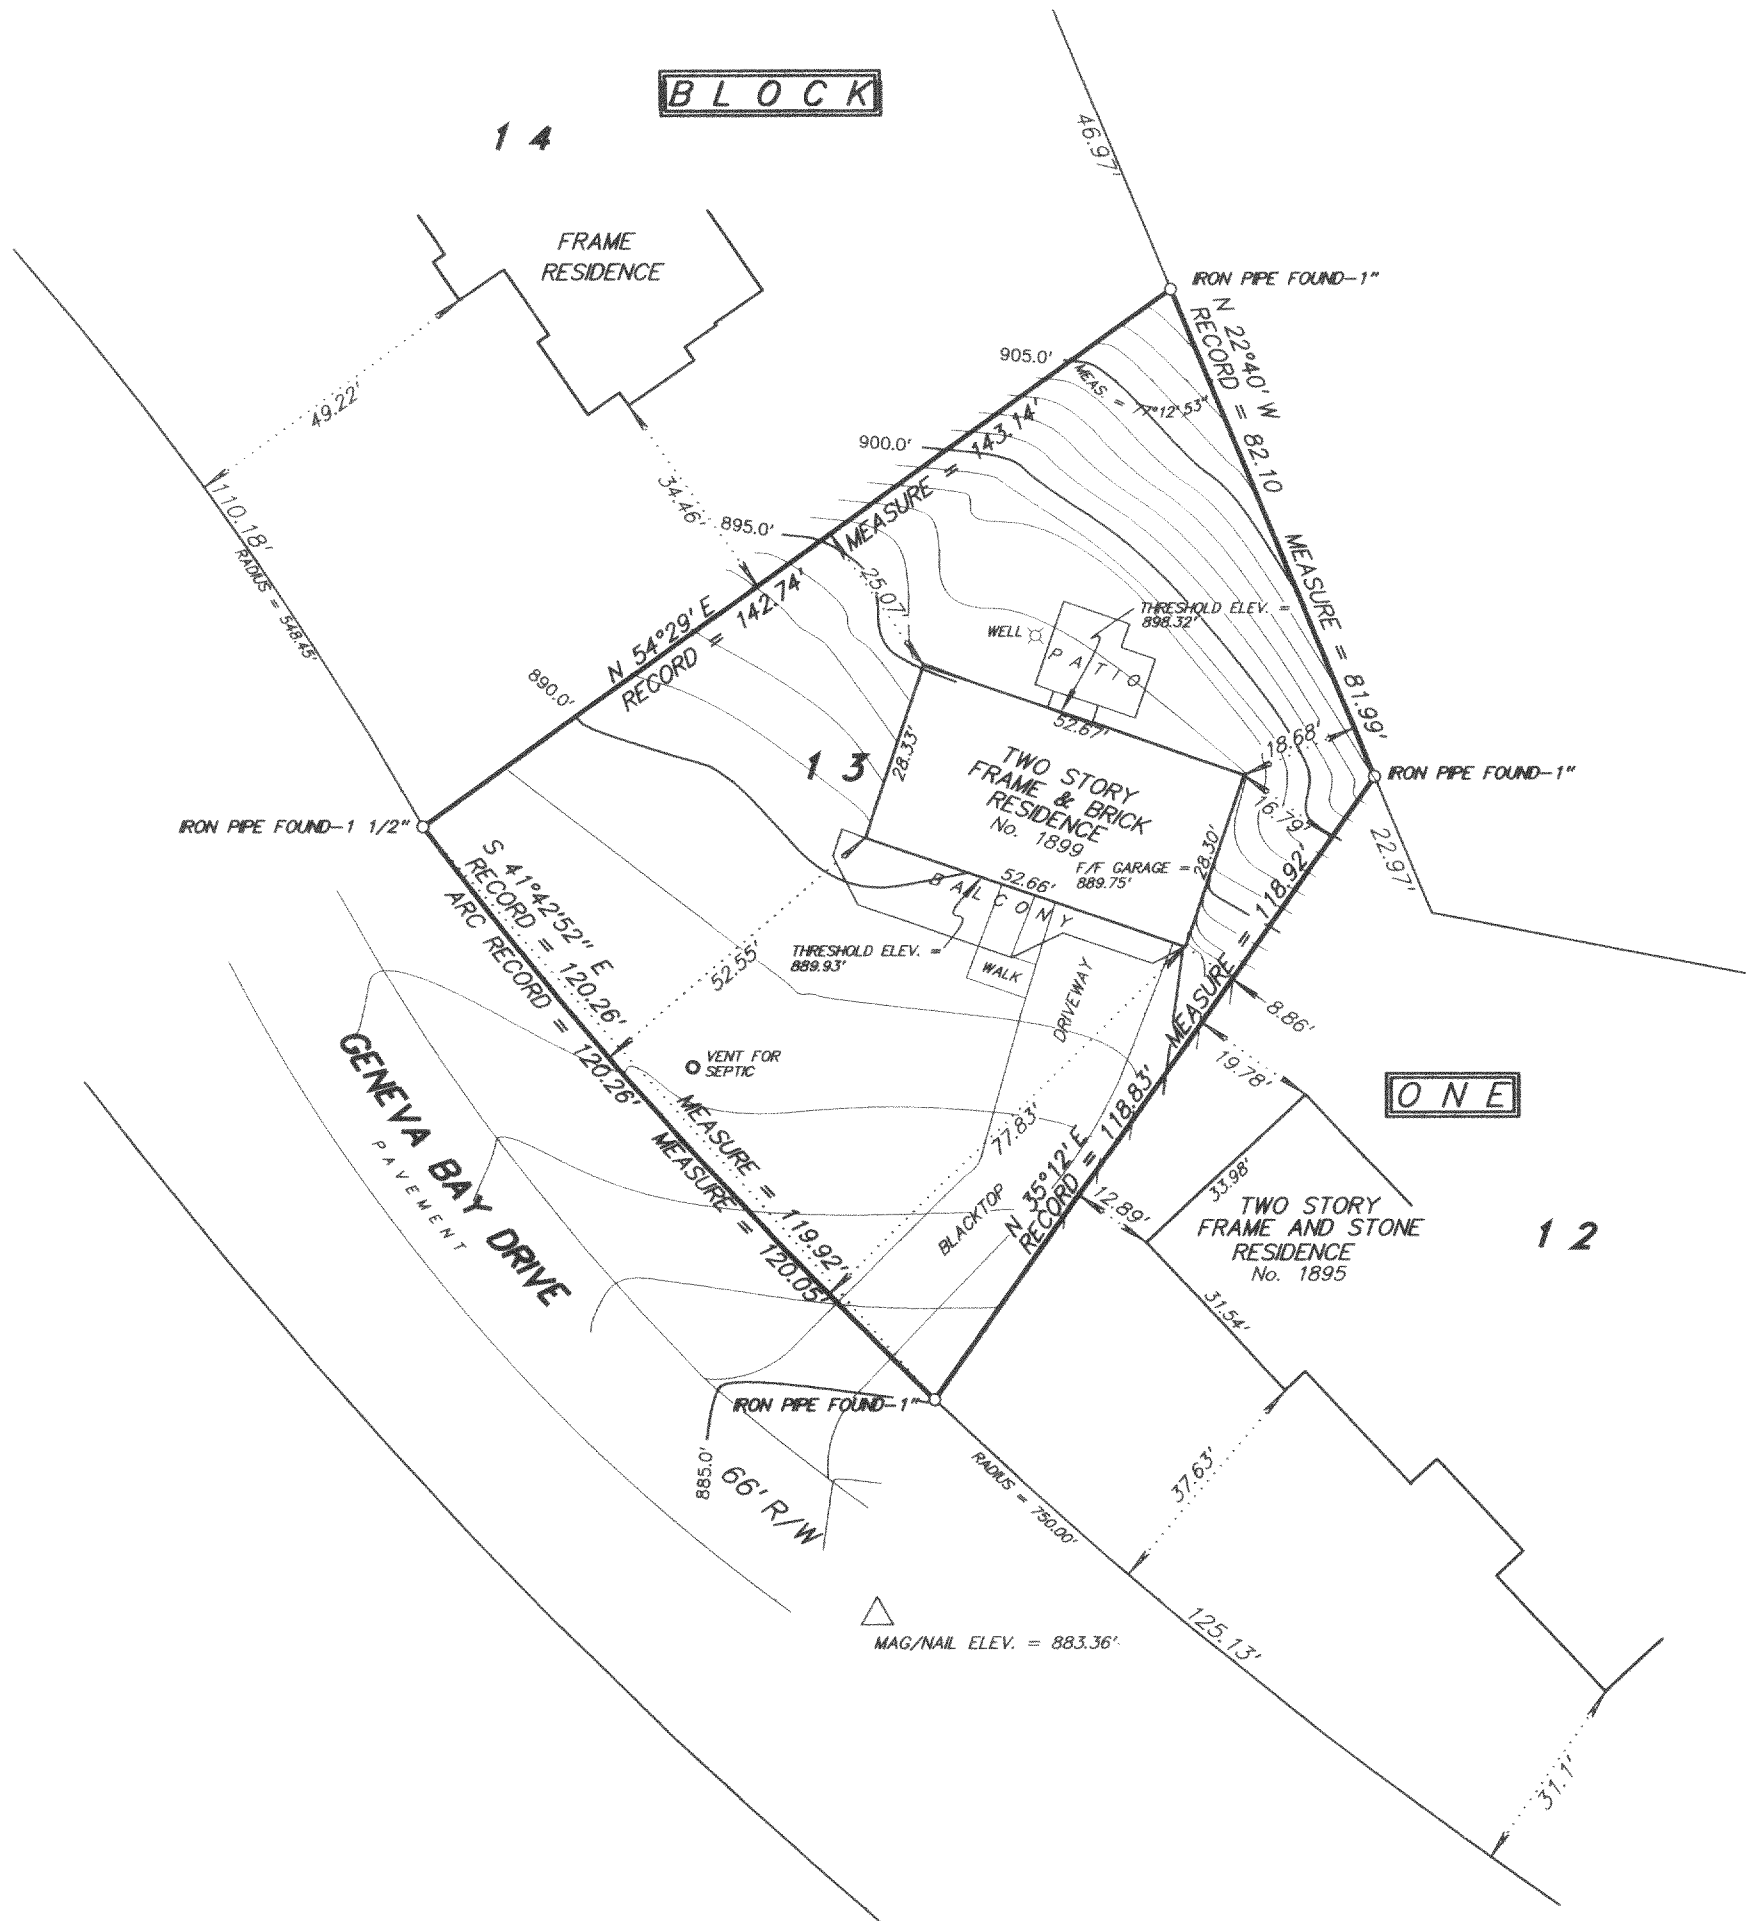 B L O C K
1 4
46.97'
FRAME
RESIDENCE
IRON PIPE FOUND-1"
N 22°40' W
RECORD = 82.10
MEASURE = 81.99'
905.0'
MEAS. = 77°12'53"
49.22'
900.0'
34.46'
895.0'
MEASURE = 143.14'
110.18'
RADIUS = 548.45'
25.07'
N 54°29' E
RECORD = 142.74'
THRESHOLD ELEV. =
898.32'
WELL
PATIO
890.0'
52.67'
1 3
28.33'
18.68'
TWO STORY
FRAME & BRICK
RESIDENCE
No. 1899
IRON PIPE FOUND-1"
16.79'
IRON PIPE FOUND-1 1/2"
F/F GARAGE =
889.75'
28.30'
22.97'
52.66'
BALCONY
MEASURE = 118.92'
S 41°42'52" E
RECORD = 120.26'
ARC RECORD = 120.26'
THRESHOLD ELEV. =
889.93'
WALK
52.55'
DRIVEWAY
8.86'
19.78'
VENT FOR
SEPTIC
GENEVA BAY DRIVE
PAVEMENT
O N E
MEASURE = 119.92'
MEASURE = 120.05'
77.83'
N 35°12' E
RECORD = 118.83'
BLACKTOP
12.89'
33.98'
TWO STORY
FRAME AND STONE
RESIDENCE
No. 1895
1 2
31.54'
IRON PIPE FOUND-1"
885.0'
66' R/W
RADIUS = 750.00'
37.63'
MAG/NAIL ELEV. = 883.36'
125.13'
31.1'